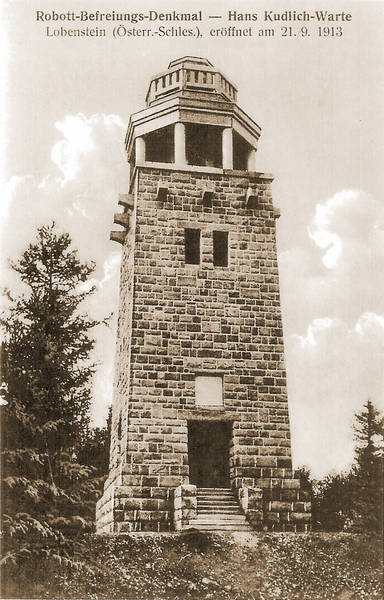 Robott-Befreiungs-Denkmal — Hans Kudlich-Warte
Lobenstein (Österr.-Schles.), eröffnet am 21. 9. 1913